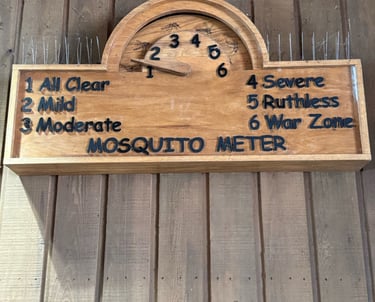 1 2 3 4 5 6
1 All Clear
2 Mild
3 Moderate
4 Severe
5 Ruthless
6 War Zone
MOSQUITO METER